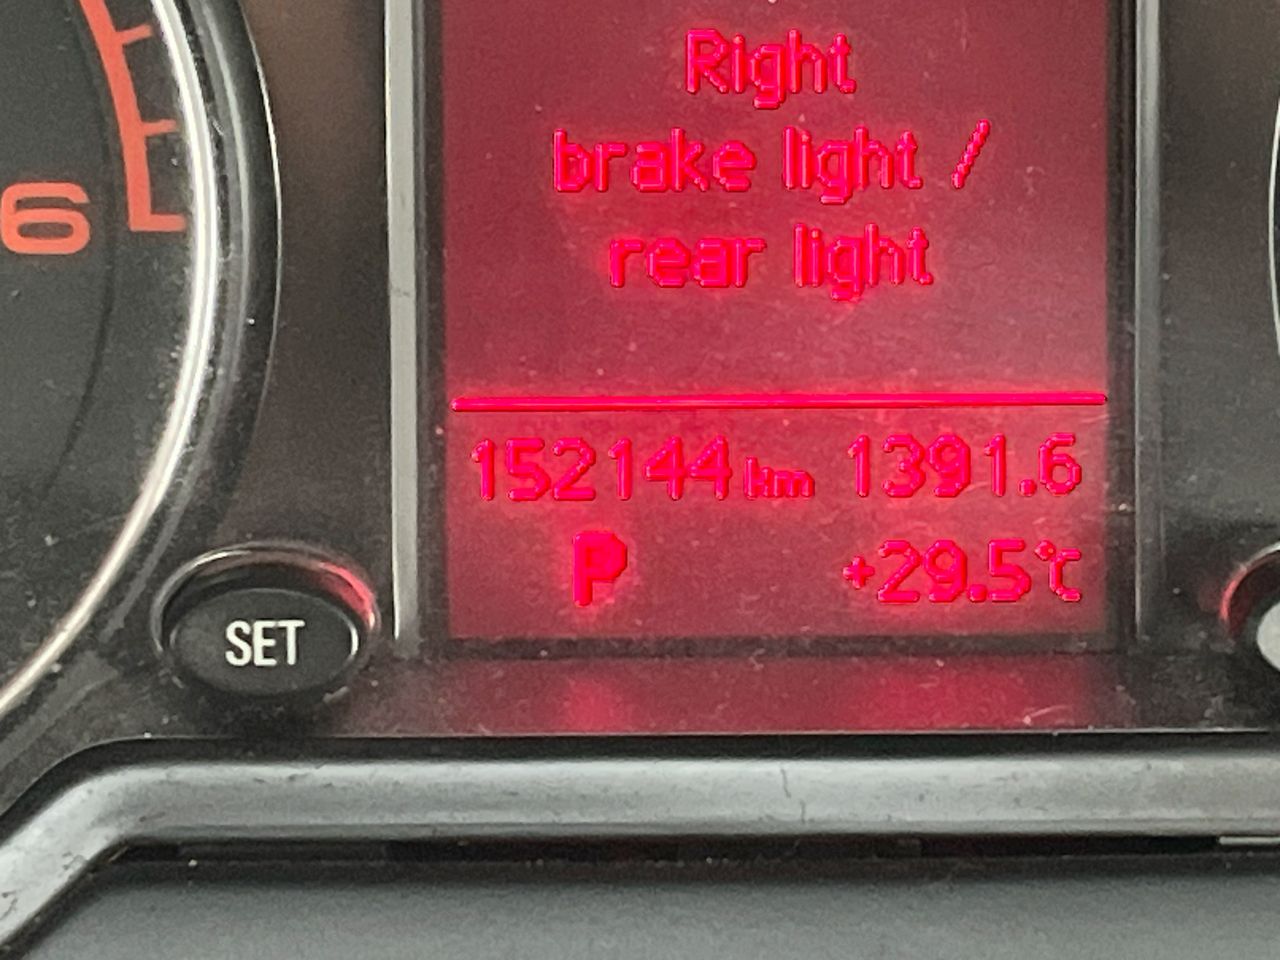 Right
brake light /
rear light
6
152144 km 1391.6
P +29.5°C
SET